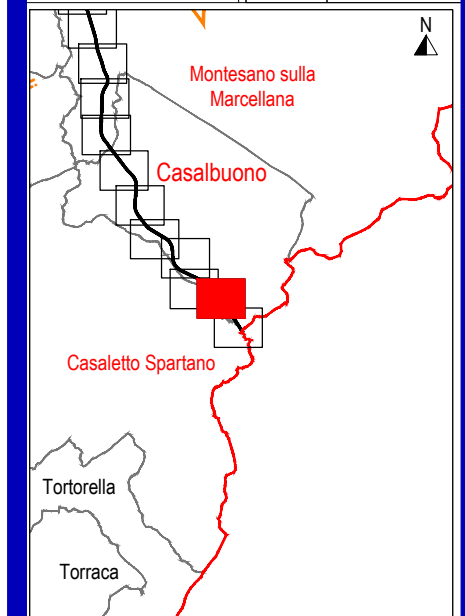 N
Montesano sulla
Marcellana
Casalbuono
Casaletto Spartano
Tortorella
Torraca